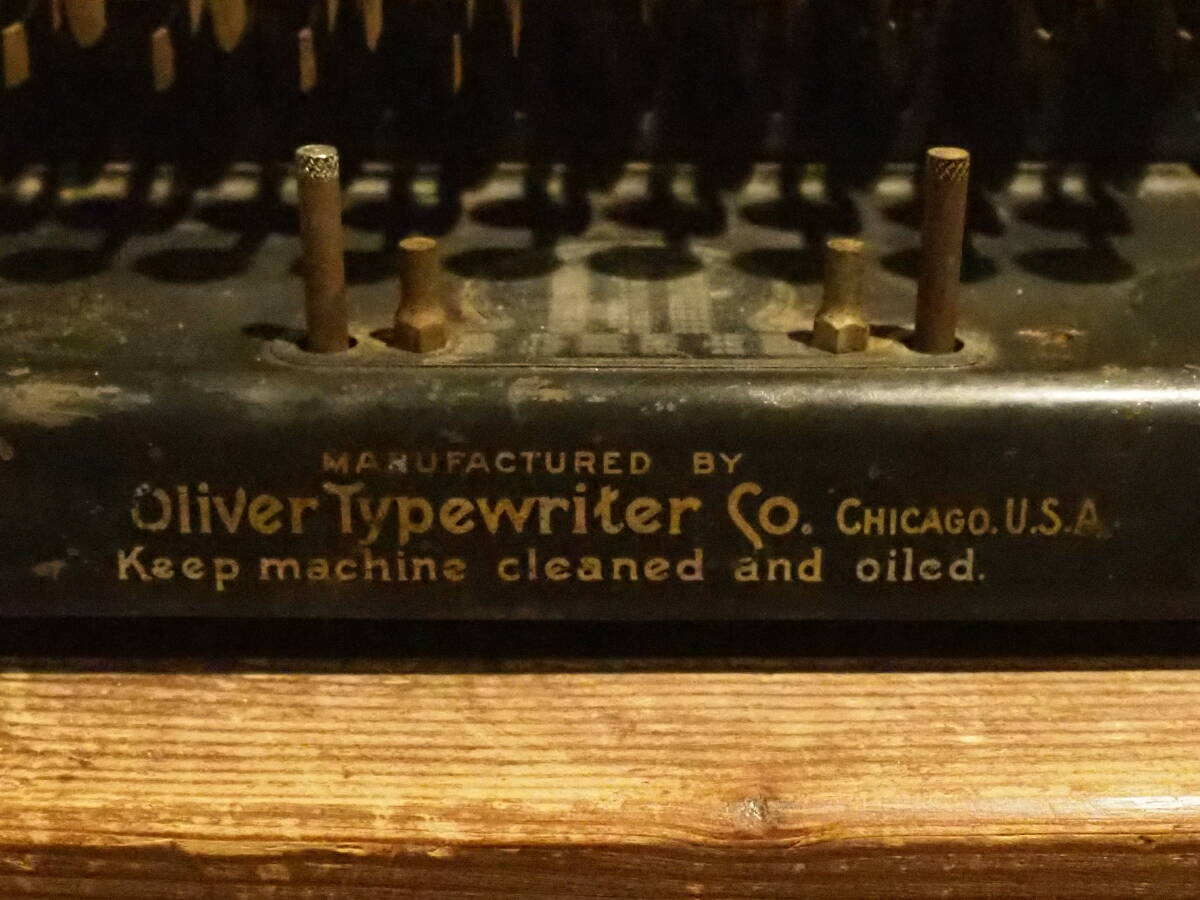 MANUFACTURED BY
Oliver Typewriter Co. CHICAGO. U.S.A.
Keep machine cleaned and oiled.